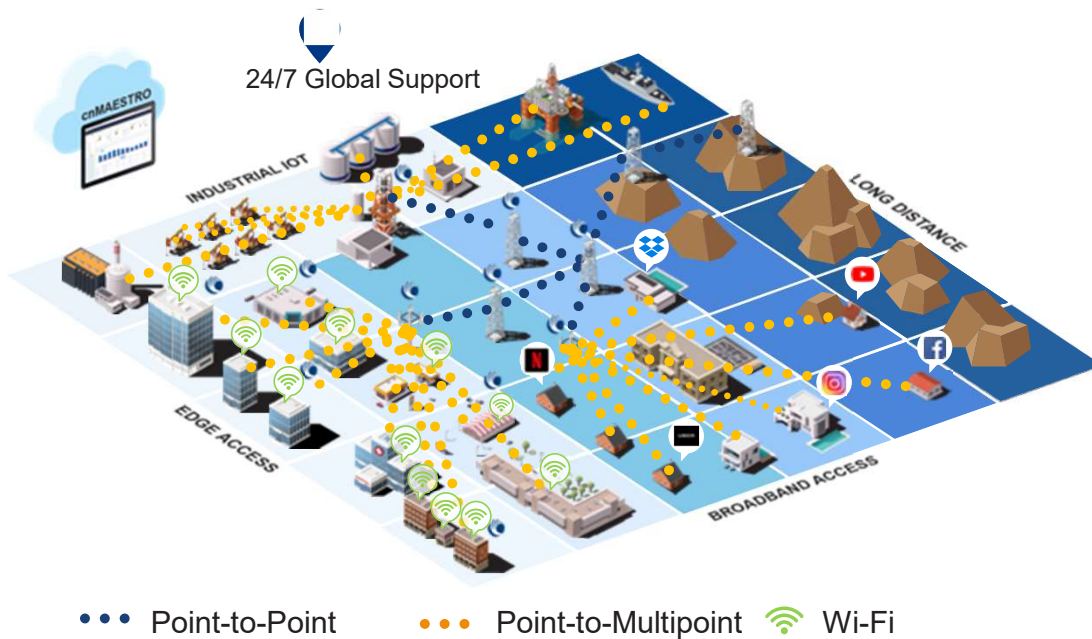 24/7 Global Support
cnMAESTRO
INDUSTRIAL IOT
LONG DISTANCE
EDGE ACCESS
BROADBAND ACCESS
Point-to-Point
Point-to-Multipoint
Wi-Fi